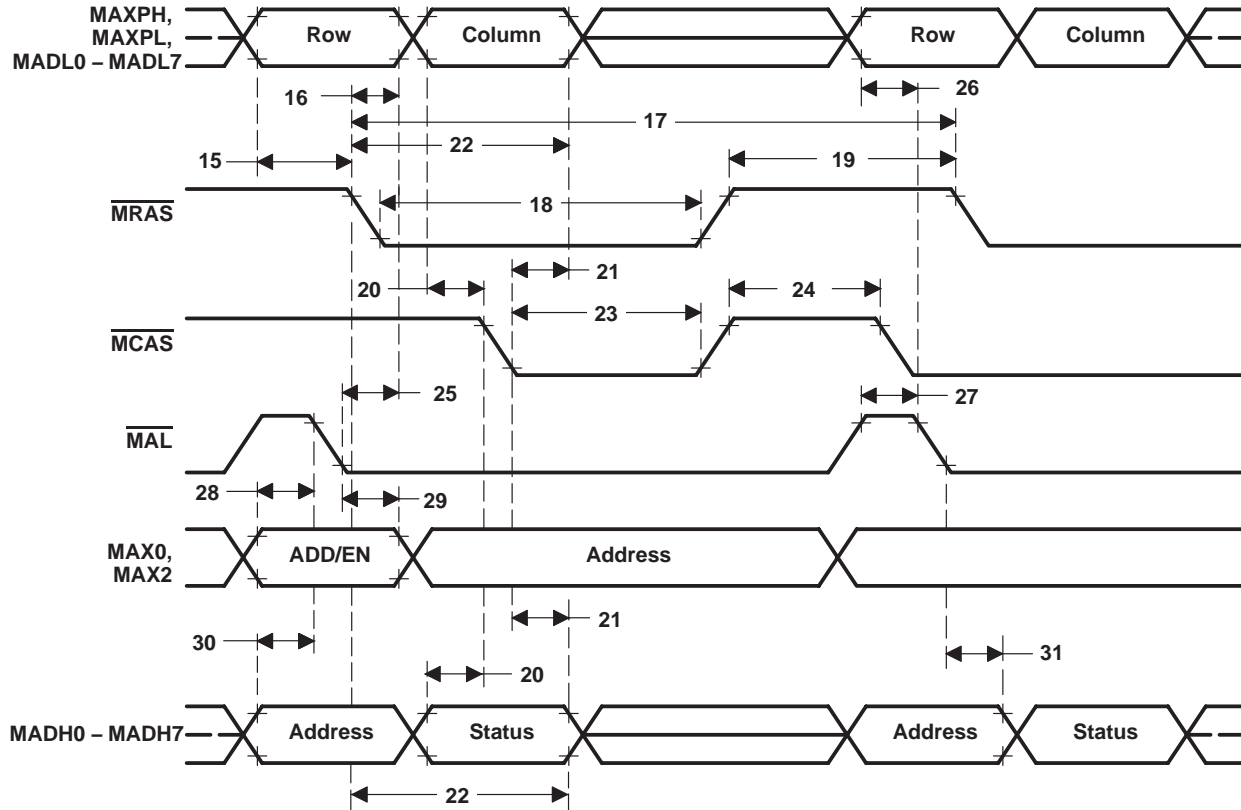 MAXPH,
MAXPL,
MADL0 – MADL7
Row
Column
Row
Column
16
26
17
15
22
19
MRAS
18
20
21
24
23
MCAS
25
27
MAL
28
29
MAX0,
MAX2
ADD/EN
Address
30
21
31
20
MADH0 – MADH7
Address
Status
Address
Status
22